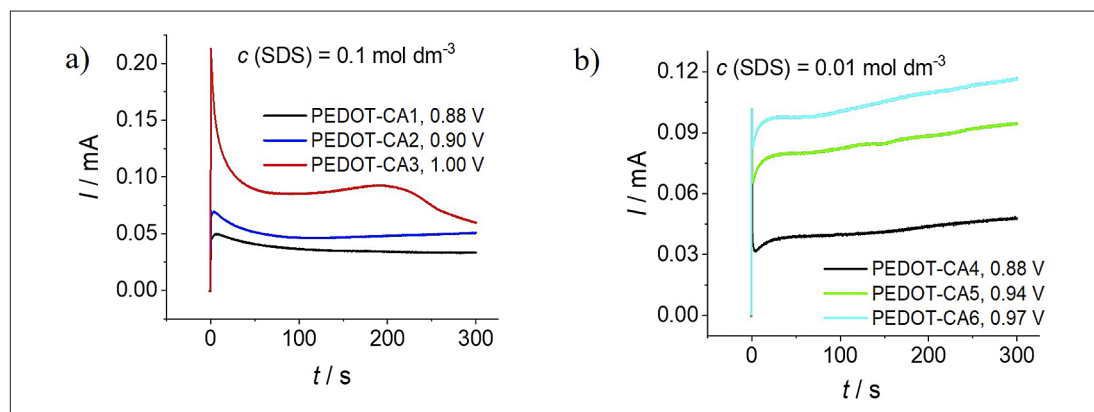 a)
c (SDS) = 0.1 mol dm-3
PEDOT-CA1, 0.88 V
PEDOT-CA2, 0.90 V
PEDOT-CA3, 1.00 V
I / mA
0.20
0.15
0.10
0.05
0.00
0
100
200
300
t / s
b)
c (SDS) = 0.01 mol dm-3
I / mA
0.12
0.09
0.06
0.03
0.00
PEDOT-CA4, 0.88 V
PEDOT-CA5, 0.94 V
PEDOT-CA6, 0.97 V
0
100
200
300
t / s